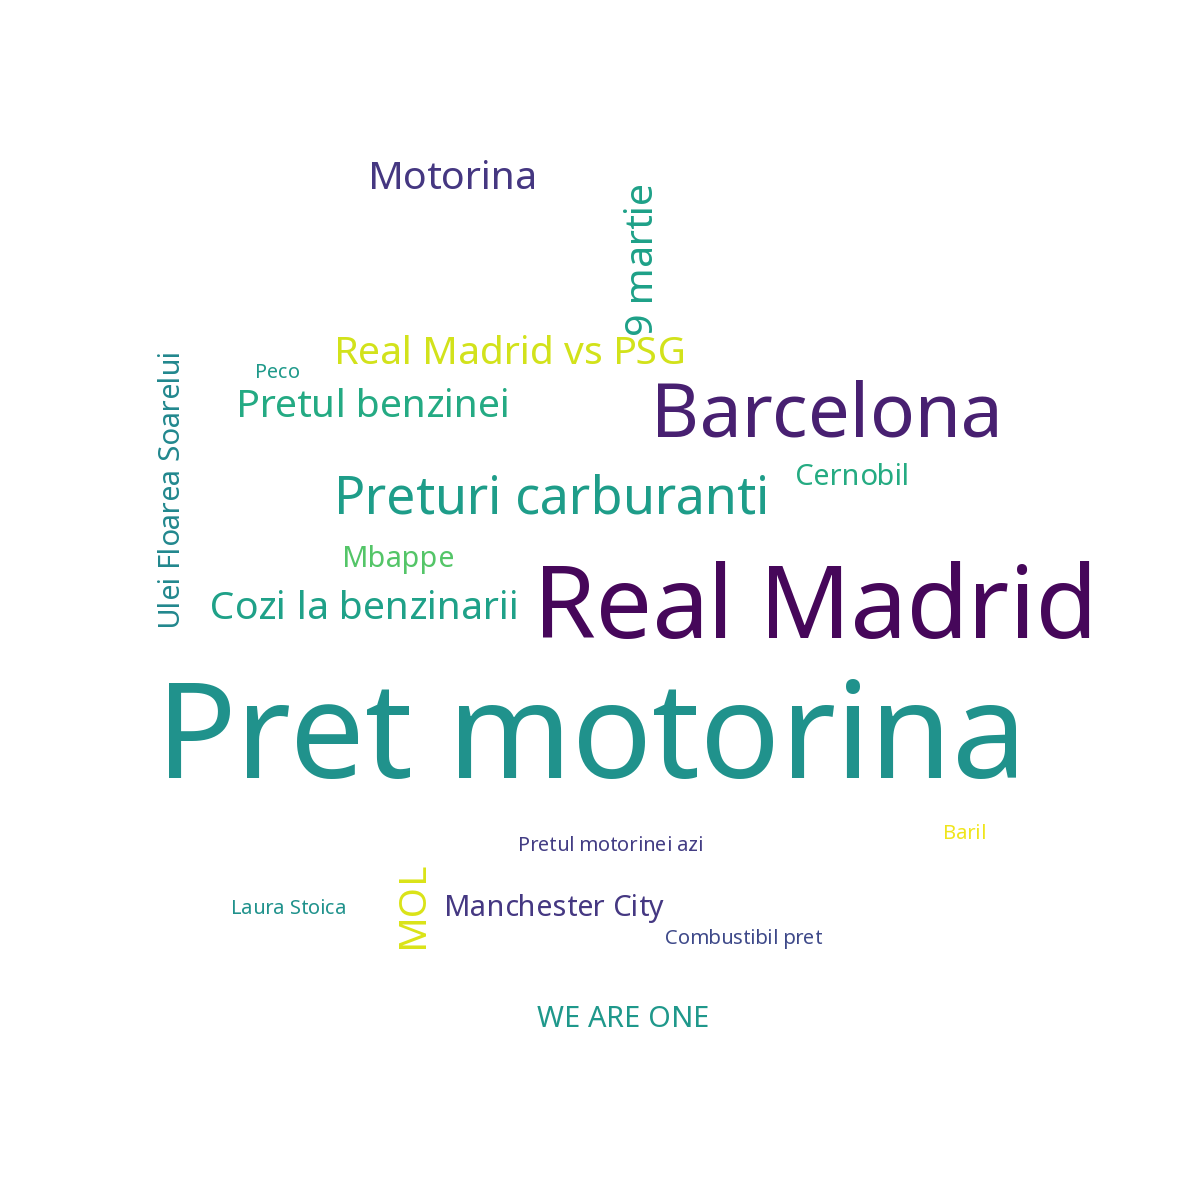 Motorina
9 martie
Real Madrid vs PSG
Peco
Ulei Floarea Soarelui
Pretul benzinei
Barcelona
Cernobil
Preturi carburanti
Mbappe
Cozi la benzinarii
Real Madrid
Pret motorina
Baril
Pretul motorinei azi
MOL
Laura Stoica
Manchester City
Combustibil pret
WE ARE ONE